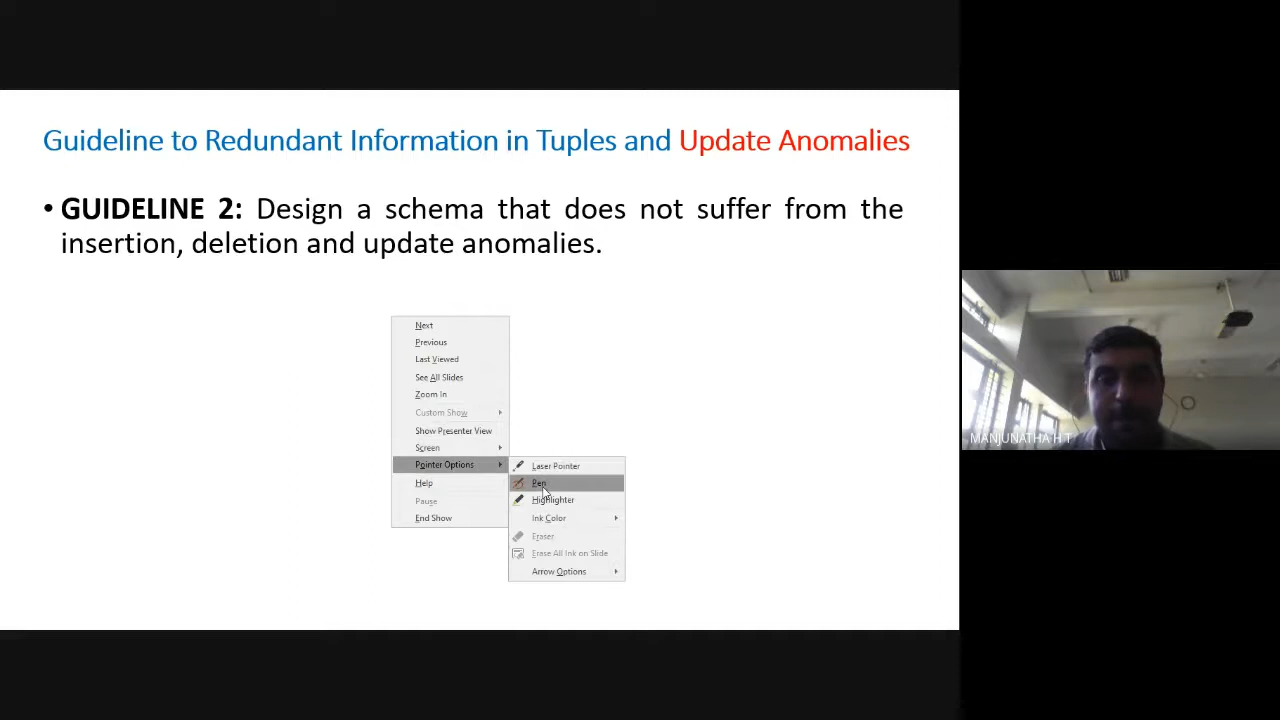 Guideline to Redundant Information in Tuples and Update Anomalies
• GUIDELINE 2: Design a schema that does not suffer from the
insertion, deletion and update anomalies.
Next
Previous
Last Viewed
See All Slides
Zoom In
Custom Show
Show Presenter View
Screen
Pointer Options
Help
Pause
End Show
Laser Pointer
Pen
Highlighter
Ink Color
Eraser
Erase All Ink on Slide
Arrow Options
MANJUNATHA H T